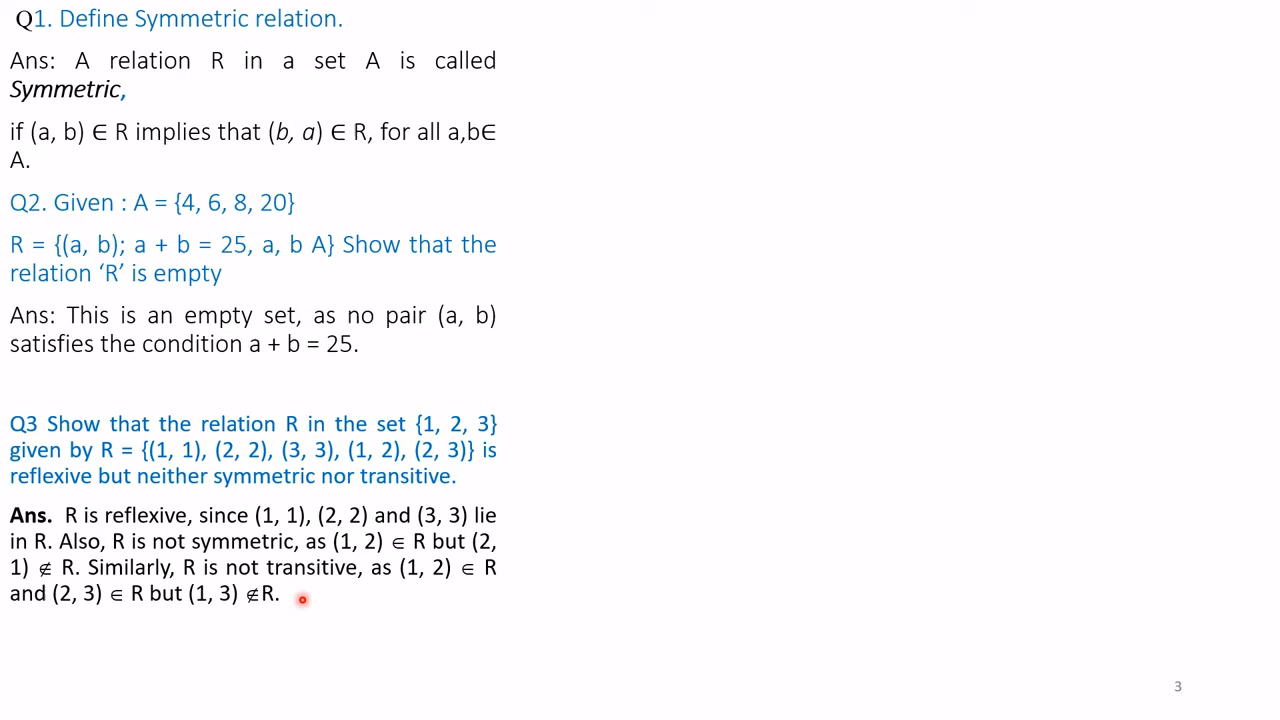 Q1. Define Symmetric relation.
Ans: A relation R in a set A is called
Symmetric,
if (a, b) ∈ R implies that (b, a) ∈ R, for all a,b∈
A.
Q2. Given : A = {4, 6, 8, 20}
R = {(a, b); a + b = 25, a, b A} Show that the
relation ‘R’ is empty
Ans: This is an empty set, as no pair (a, b)
satisfies the condition a + b = 25.
Q3 Show that the relation R in the set {1, 2, 3}
given by R = {(1, 1), (2, 2), (3, 3), (1, 2), (2, 3)} is
reflexive but neither symmetric nor transitive.
Ans. R is reflexive, since (1, 1), (2, 2) and (3, 3) lie
in R. Also, R is not symmetric, as (1, 2) ∈ R but (2,
1) ∉ R. Similarly, R is not transitive, as (1, 2) ∈ R
and (2, 3) ∈ R but (1, 3) ∉R.
3